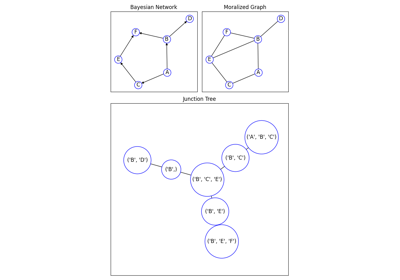 Bayesian Network
Moralized Graph
D
F
B
E
A
C
D
F
B
E
A
C
Junction Tree
('A', 'B', 'C')
('B', 'D')
('B', 'C')
('B',)
('B', 'C', 'E')
('B', 'E')
('B', 'E', 'F')